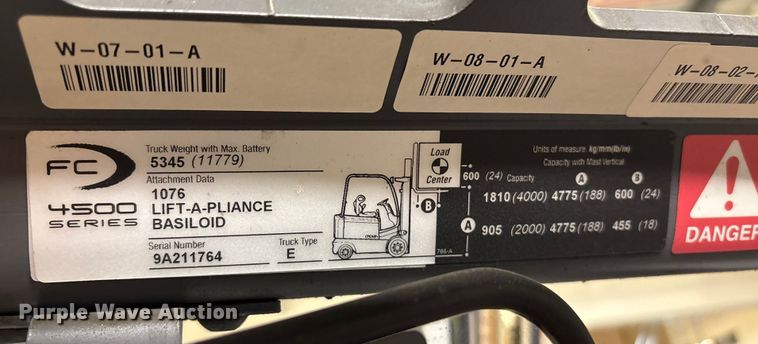 W-07-01-A
W-08-01-A
W-08-02-
FC
4500
SERIES
Truck Weight with Max. Battery
5345 (11779)
Attachment Data
1076
LIFT-A-PLIANCE
BASILOID
Serial Number
9A211764
Truck Type
E
Load
Center
B
A
Units of measure kg/mm(lb/in)
Capacity with Mast Vertical
600 (24) Capacity A B
1810 (4000) 4775 (188) 600 (24)
905 (2000) 4775 (188) 455 (18)
DANGER
Purple Wave Auction